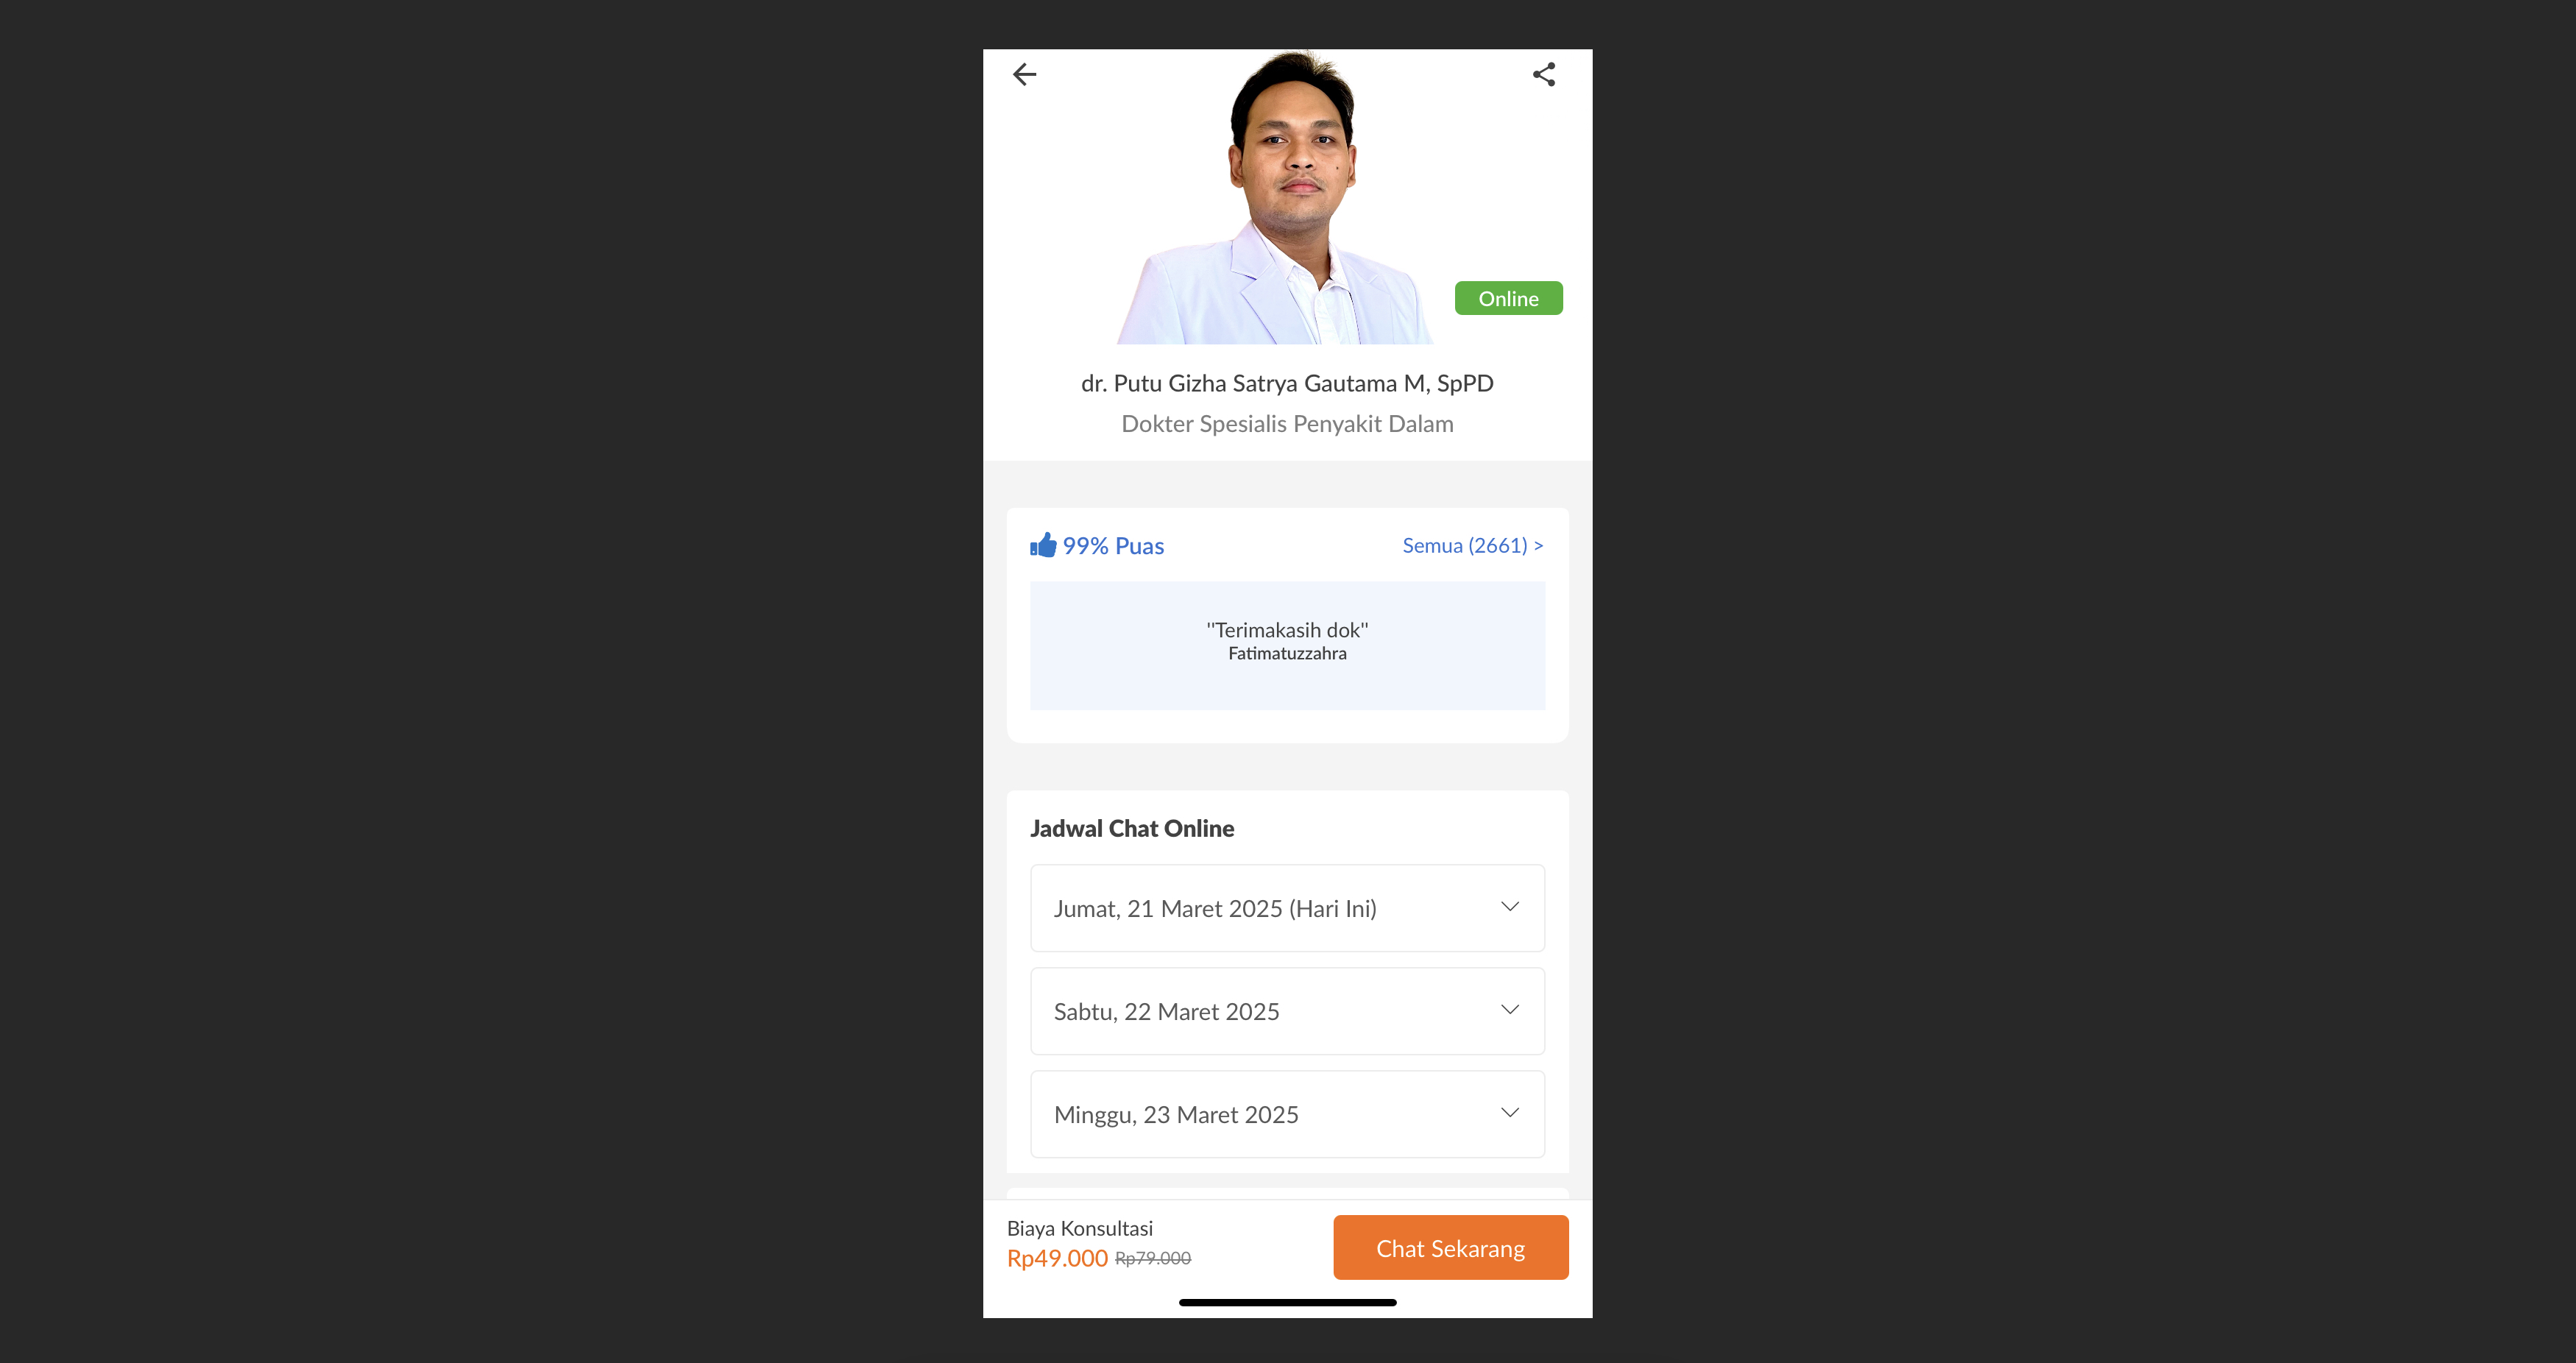 Online
dr. Putu Gizha Satrya Gautama M, SpPD
Dokter Spesialis Penyakit Dalam
99% Puas
Semua (2661) >
"Terimakasih dok"
Fatimatuzzahra
Jadwal Chat Online
Jumat, 21 Maret 2025 (Hari Ini)
Sabtu, 22 Maret 2025
Minggu, 23 Maret 2025
Biaya Konsultasi
Rp49.000 Rp79.000
Chat Sekarang